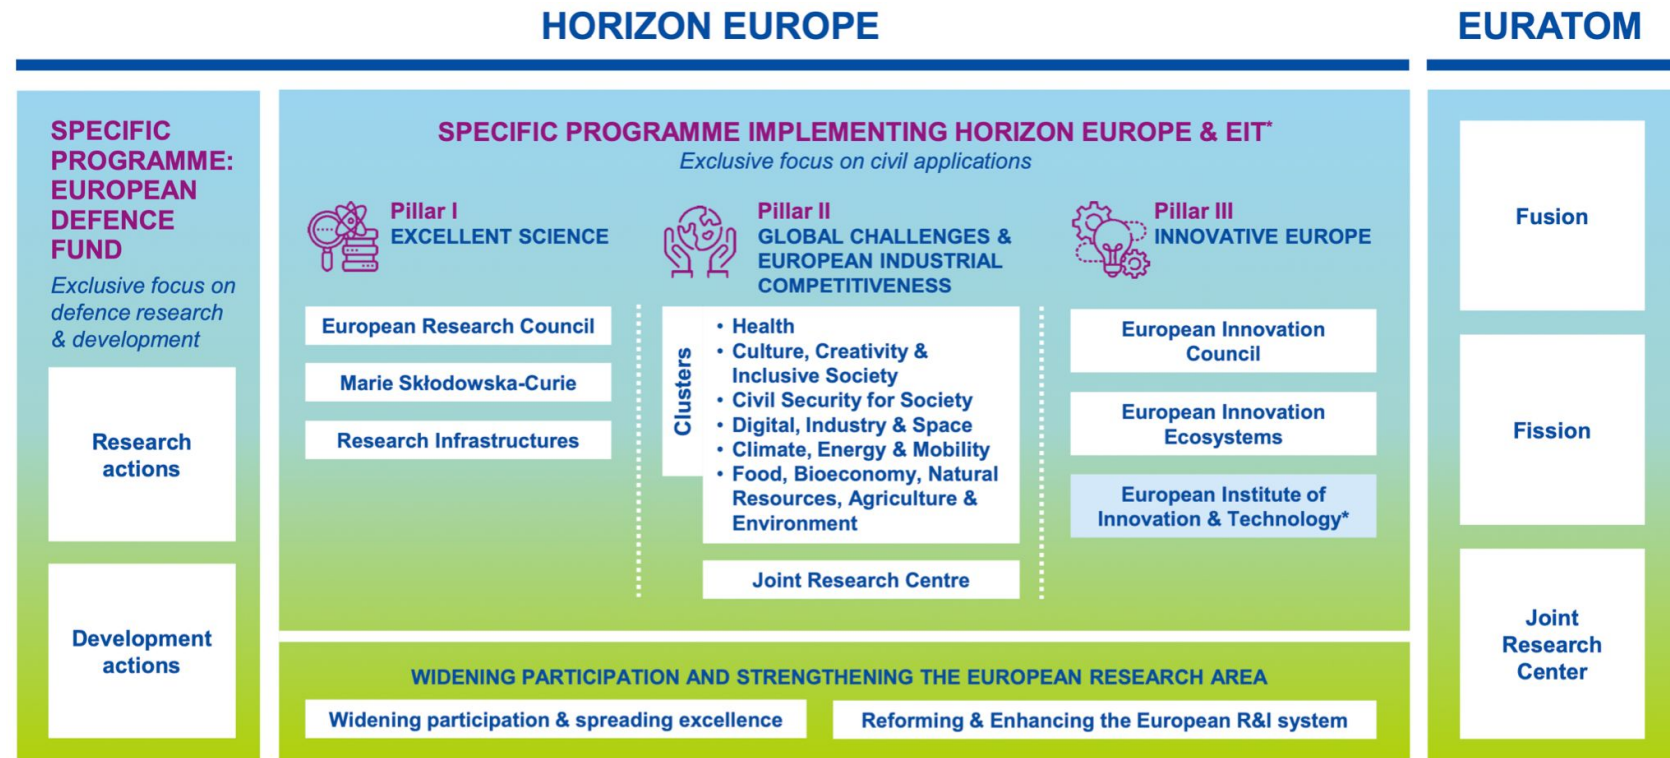 HORIZON EUROPE
EURATOM
SPECIFIC
PROGRAMME:
EUROPEAN
DEFENCE
FUND
Exclusive focus on
defence research
& development
Research
actions
Development
actions
SPECIFIC PROGRAMME IMPLEMENTING HORIZON EUROPE & EIT*
Exclusive focus on civil applications
Pillar I
EXCELLENT SCIENCE
European Research Council
Marie Skłodowska-Curie
Research Infrastructures
Pillar II
GLOBAL CHALLENGES &
EUROPEAN INDUSTRIAL
COMPETITIVENESS
Clusters
• Health
• Culture, Creativity &
Inclusive Society
• Civil Security for Society
• Digital, Industry & Space
• Climate, Energy & Mobility
• Food, Bioeconomy, Natural
Resources, Agriculture &
Environment
Joint Research Centre
Pillar III
INNOVATIVE EUROPE
European Innovation
Council
European Innovation
Ecosystems
European Institute of
Innovation & Technology*
WIDENING PARTICIPATION AND STRENGTHENING THE EUROPEAN RESEARCH AREA
Widening participation & spreading excellence
Reforming & Enhancing the European R&I system
Fusion
Fission
Joint
Research
Center